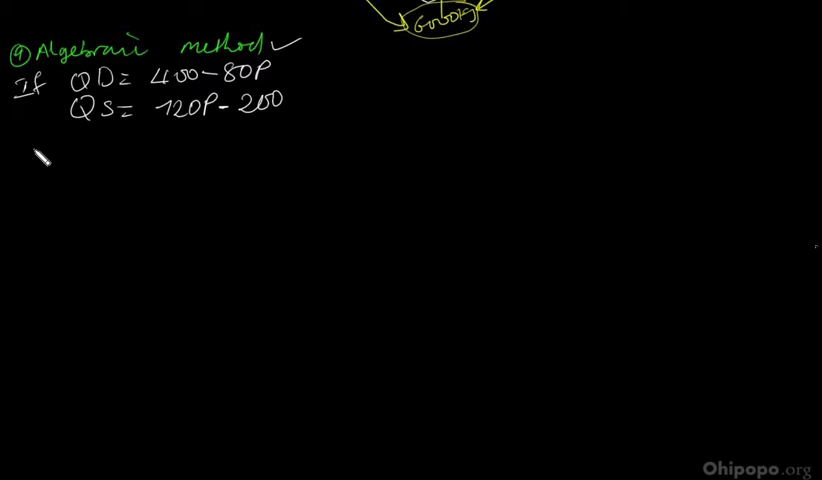 ④ Algebraic method ✓
If QD = 400 - 80P
QS = 120P - 200
Ohipopo.org